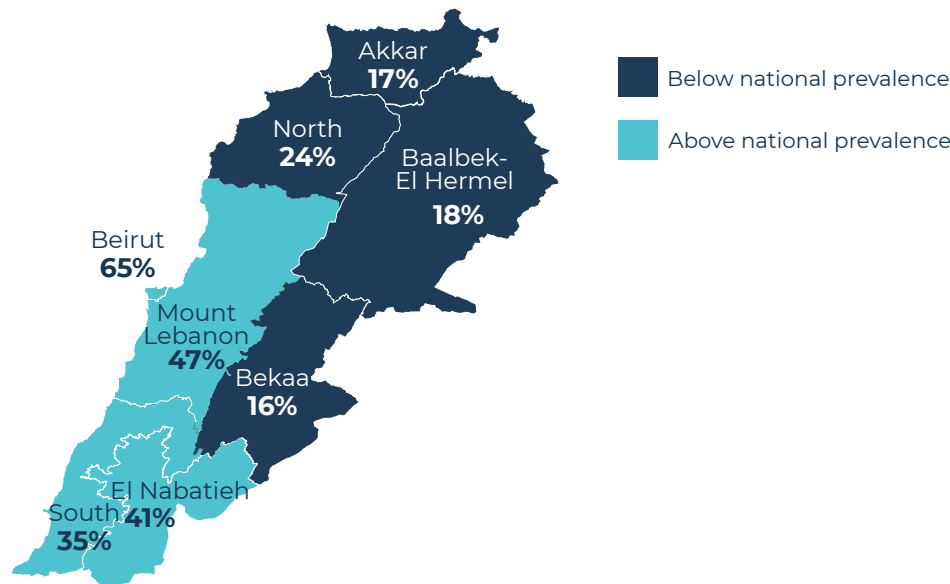 Akkar
17%
Below national prevalence
North
24%
Above national prevalence
Baalbek-
El Hermel
18%
Beirut
65%
Mount
Lebanon
47%
Bekaa
16%
El Nabatieh
41%
South
35%